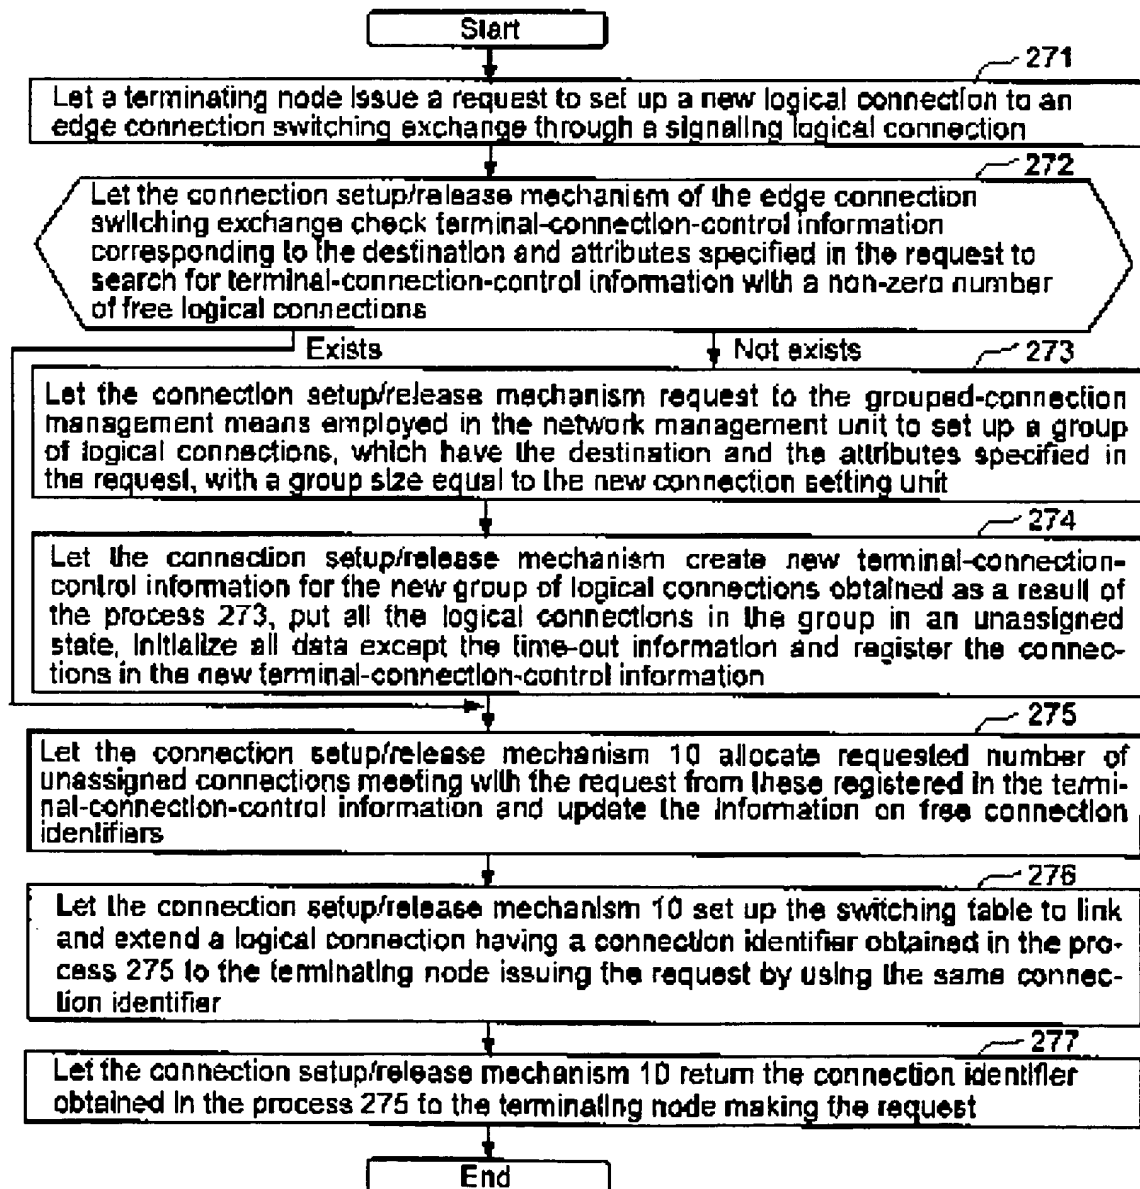 Start
271
Let a terminating node issue a request to set up a new logical connection to an
edge connection switching exchange through a signaling logical connection
272
Let the connection setup/release mechanism of the edge connection
switching exchange check terminal-connection-control information
corresponding to the destination and attributes specified in the request to
search for terminal-connection-control information with a non-zero number
of free logical connections
Exists
Not exists
273
Let the connection setup/release mechanism request to the grouped-connection
management means employed in the network management unit to set up a group
of logical connections, which have the destination and the attributes specified in
the request, with a group size equal to the new connection setting unit
274
Let the connection setup/release mechanism create new terminal-connection-
control information for the new group of logical connections obtained as a result of
the process 273, put all the logical connections in the group in an unassigned
state, initialize all data except the time-out information and register the connec-
tions in the new terminal-connection-control information
275
Let the connection setup/release mechanism 10 allocate requested number of
unassigned connections meeting with the request from these registered in the termi-
nal-connection-control information and update the information on free connection
identifiers
276
Let the connection setup/release mechanism 10 set up the switching table to link
and extend a logical connection having a connection identifier obtained in the pro-
cess 275 to the terminating node issuing the request by using the same connec-
tion identifier
277
Let the connection setup/release mechanism 10 return the connection identifier
obtained in the process 275 to the terminating node making the request
End